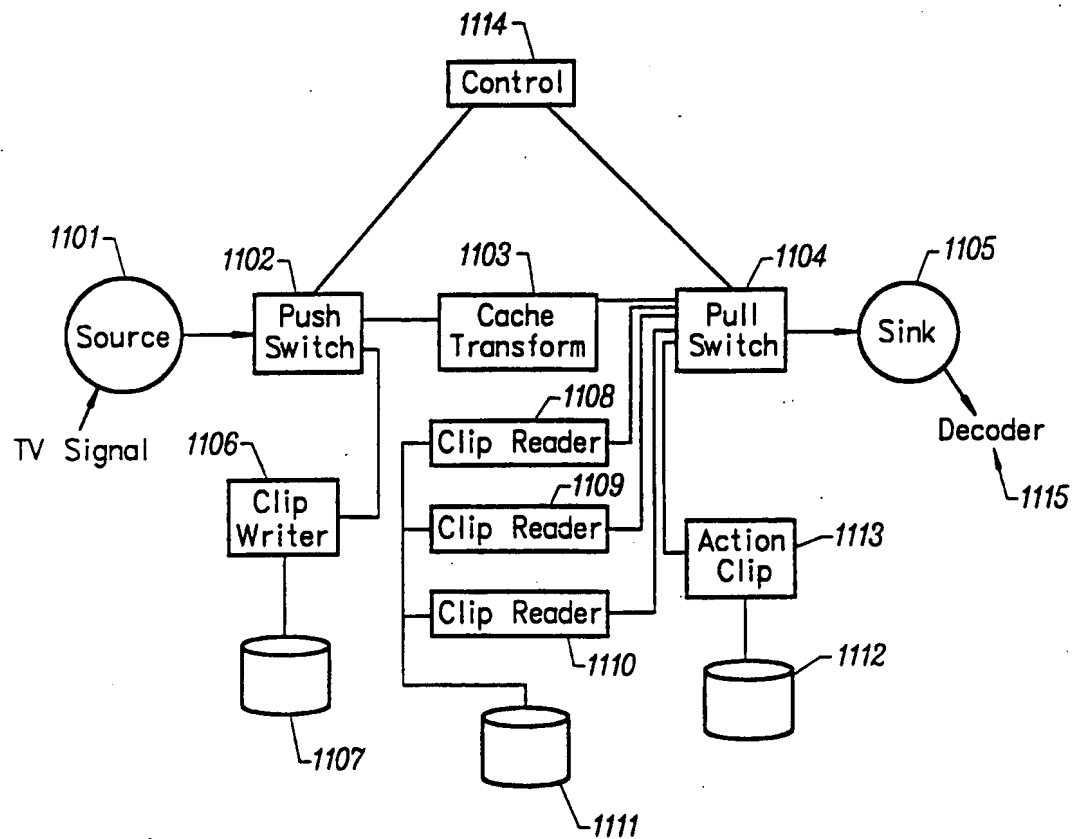 1114
Control
1101
1102
1103
1104
1105
Source
Push
Switch
Cache
Transform
Pull
Switch
Sink
TV Signal
1108
Clip Reader
Decoder
1115
1106
Clip
Writer
1109
Clip Reader
Action
Clip
1113
Clip Reader
1110
1107
1112
1111